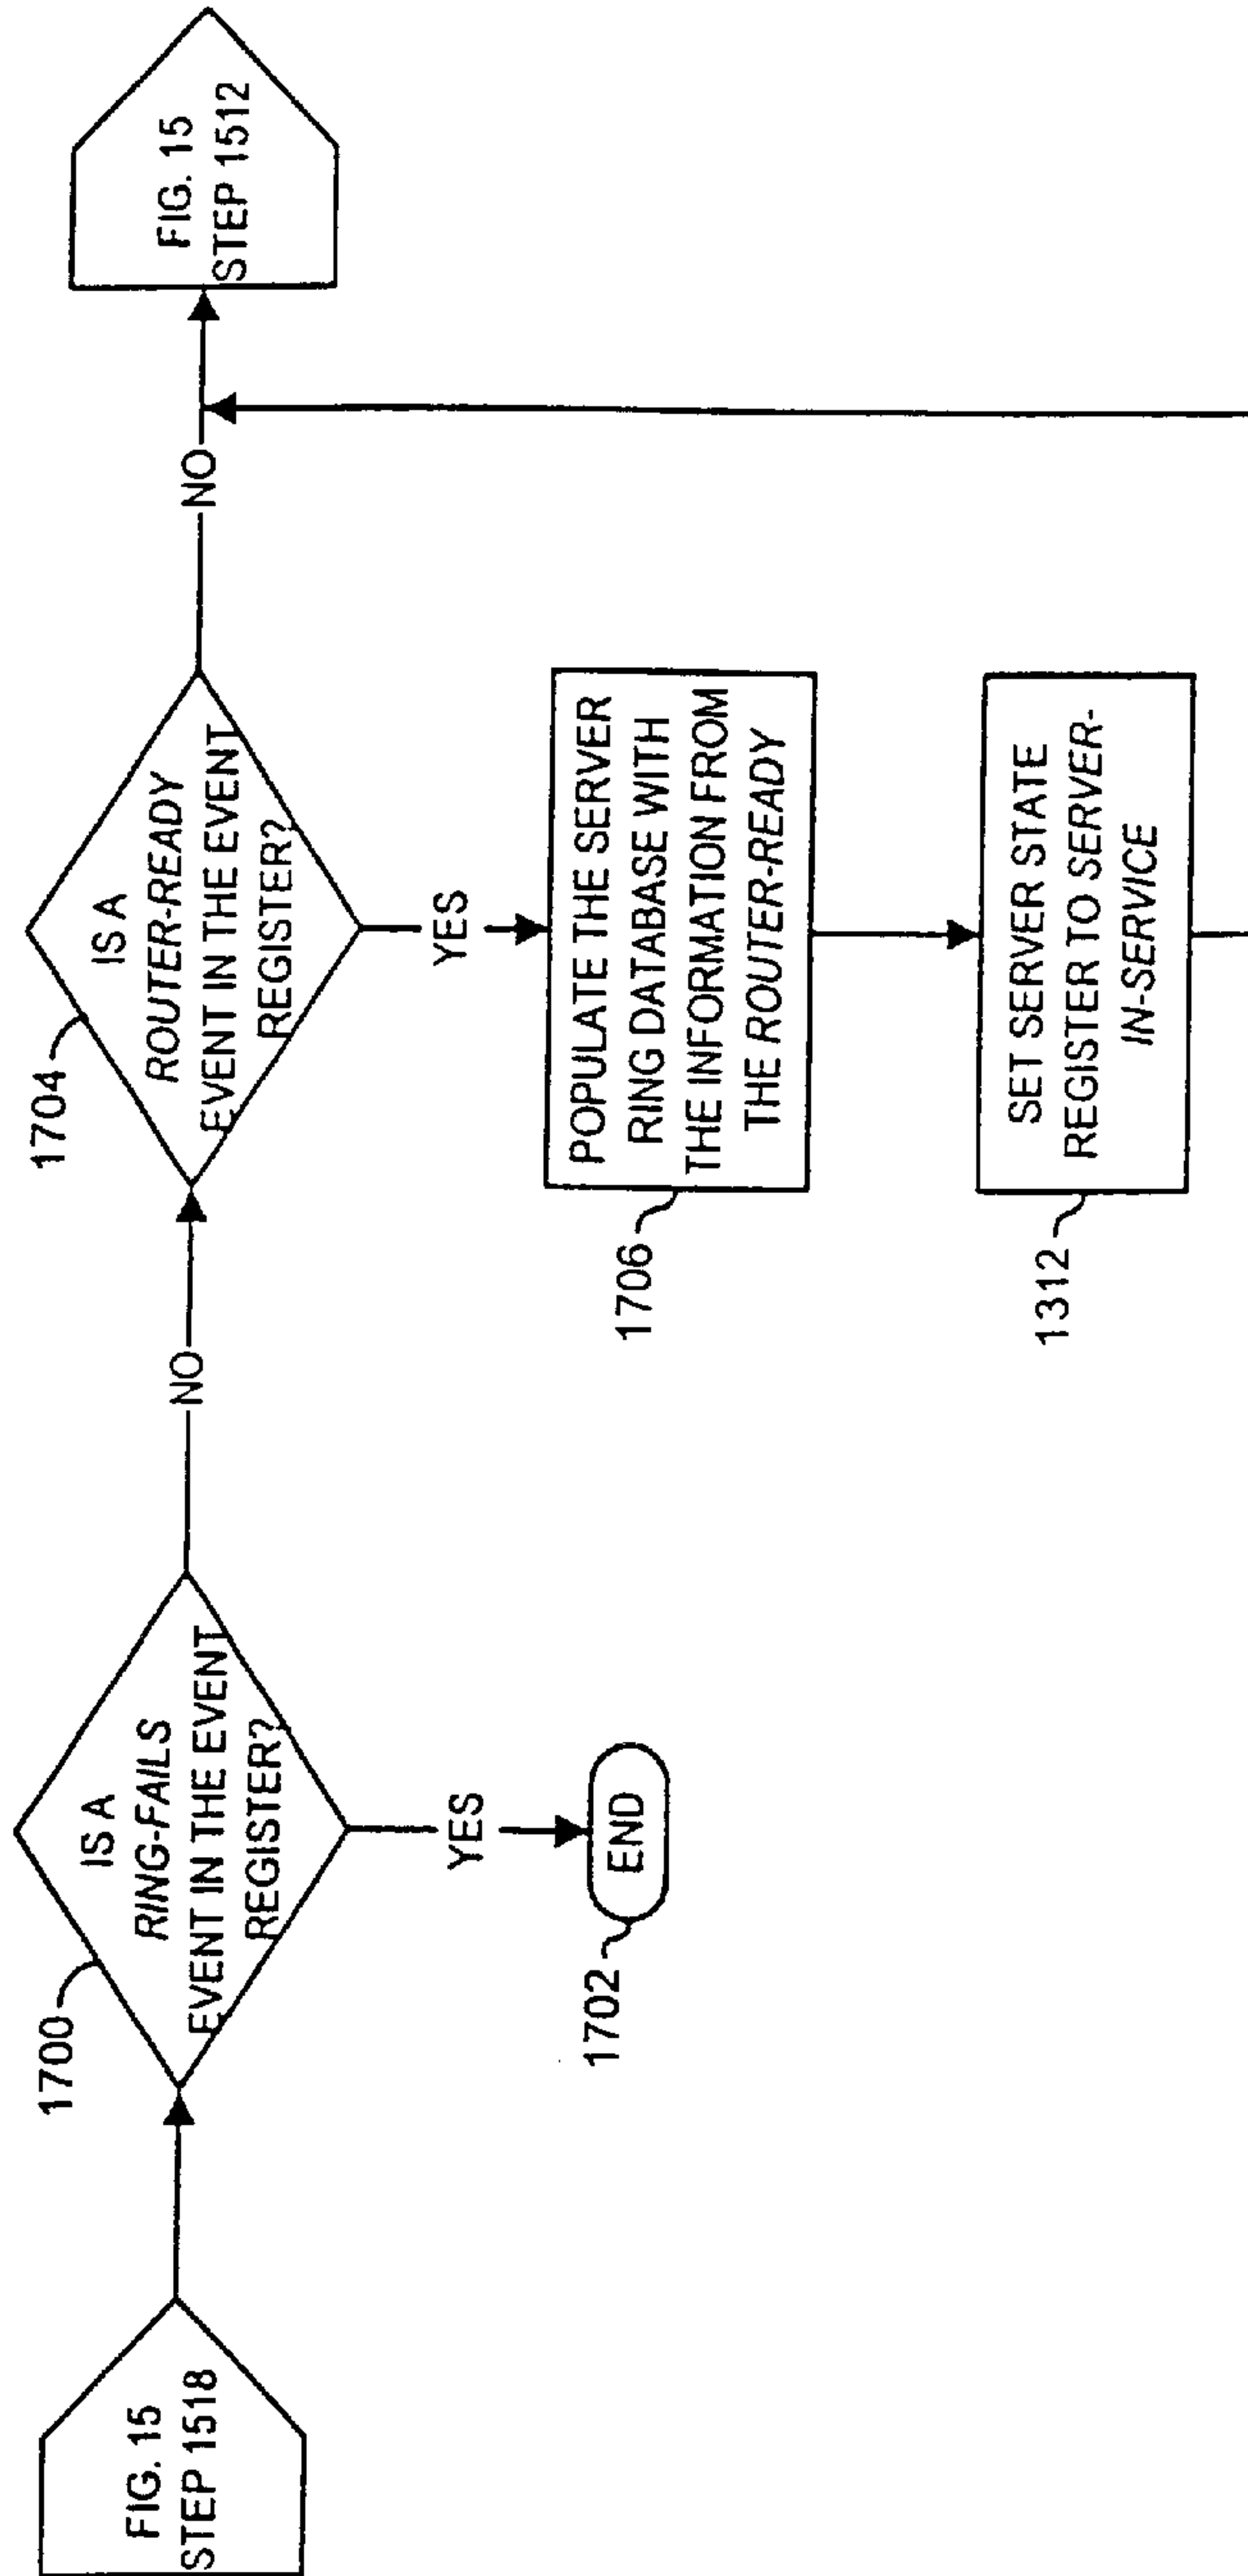 FIG. 15
STEP 1518
1700
IS A
RING-FAILS
EVENT IN THE EVENT
REGISTER?
YES
1702
END
NO
1704
IS A
ROUTER-READY
EVENT IN THE EVENT
REGISTER?
YES
1706
POPULATE THE SERVER
RING DATABASE WITH
THE INFORMATION FROM
THE ROUTER-READY
1312
SET SERVER STATE
REGISTER TO SERVER-
IN-SERVICE
NO
FIG. 15
STEP 1512